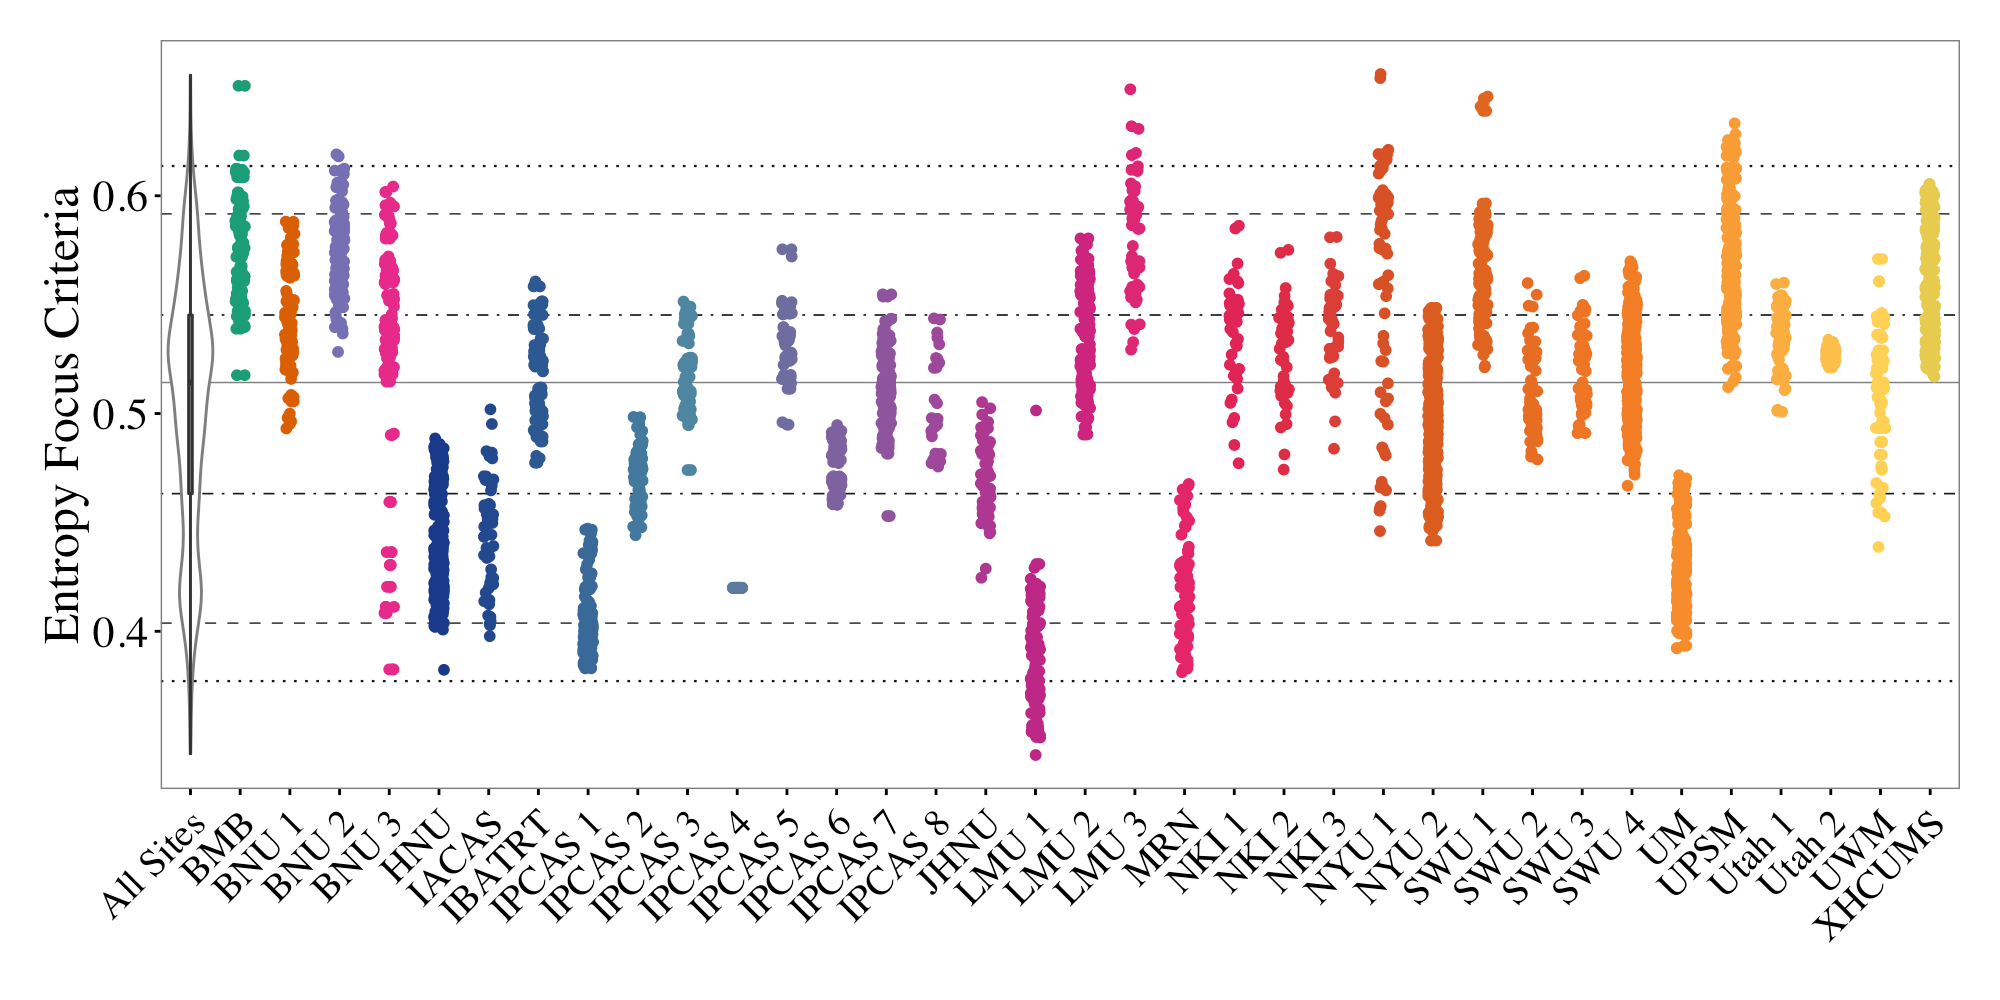 Entropy Focus Criteria
0.6
0.5
0.4
All Sites
BMB
BNU 1
BNU 2
BNU 3
HNU
IACAS
IBATRT
IPCAS 1
IPCAS 2
IPCAS 3
IPCAS 4
IPCAS 5
IPCAS 6
IPCAS 7
IPCAS 8
JHNU
LMU 1
LMU 2
LMU 3
MRN
NKI 1
NKI 2
NKI 3
NYU 1
NYU 2
SWU 1
SWU 2
SWU 3
SWU 4
UM
UPSM
Utah 1
Utah 2
UWM
XHCUMS